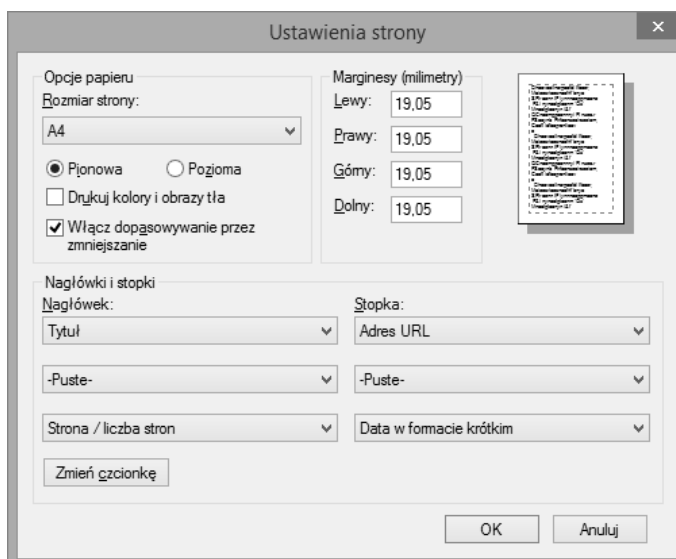 Ustawienia strony
Opcje papieru
Rozmiar strony:
A4
Pionowa
Pozioma
Drukuj kolory i obrazy tła
Włącz dopasowywanie przez
zmniejszanie
Marginesy (milimetry)
Lewy: 19,05
Prawy: 19,05
Górny: 19,05
Dolny: 19,05
Nagłówki i stopki
Nagłówek:
Stopka:
Tytuł
Adres URL
-Puste-
-Puste-
Strona / liczba stron
Data w formacie krótkim
Zmień czcionkę
OK
Anuluj